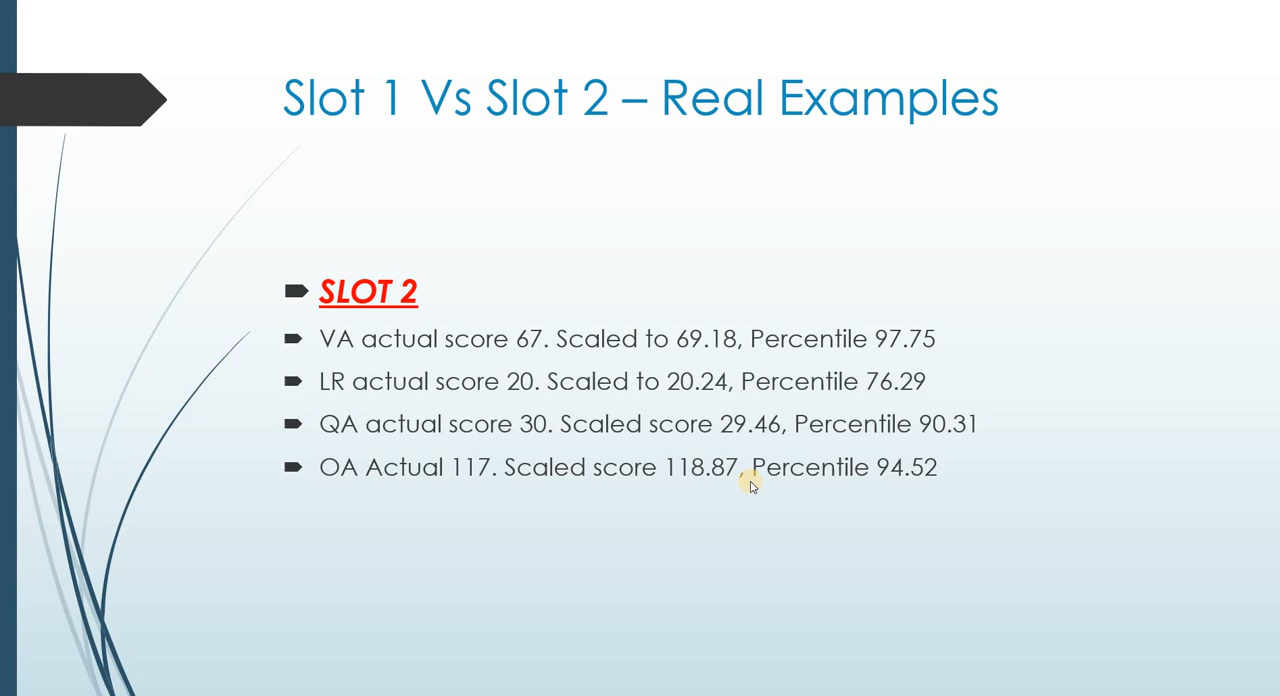 Slot 1 Vs Slot 2 – Real Examples
SLOT 2
VA actual score 67. Scaled to 69.18, Percentile 97.75
LR actual score 20. Scaled to 20.24, Percentile 76.29
QA actual score 30. Scaled score 29.46, Percentile 90.31
OA Actual 117. Scaled score 118.87, Percentile 94.52